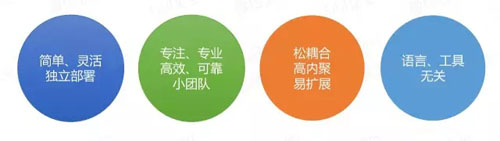 简单、灵活
独立部署
专注、专业
高效、可靠
小团队
松耦合
高内聚
易扩展
语言、工具
无关